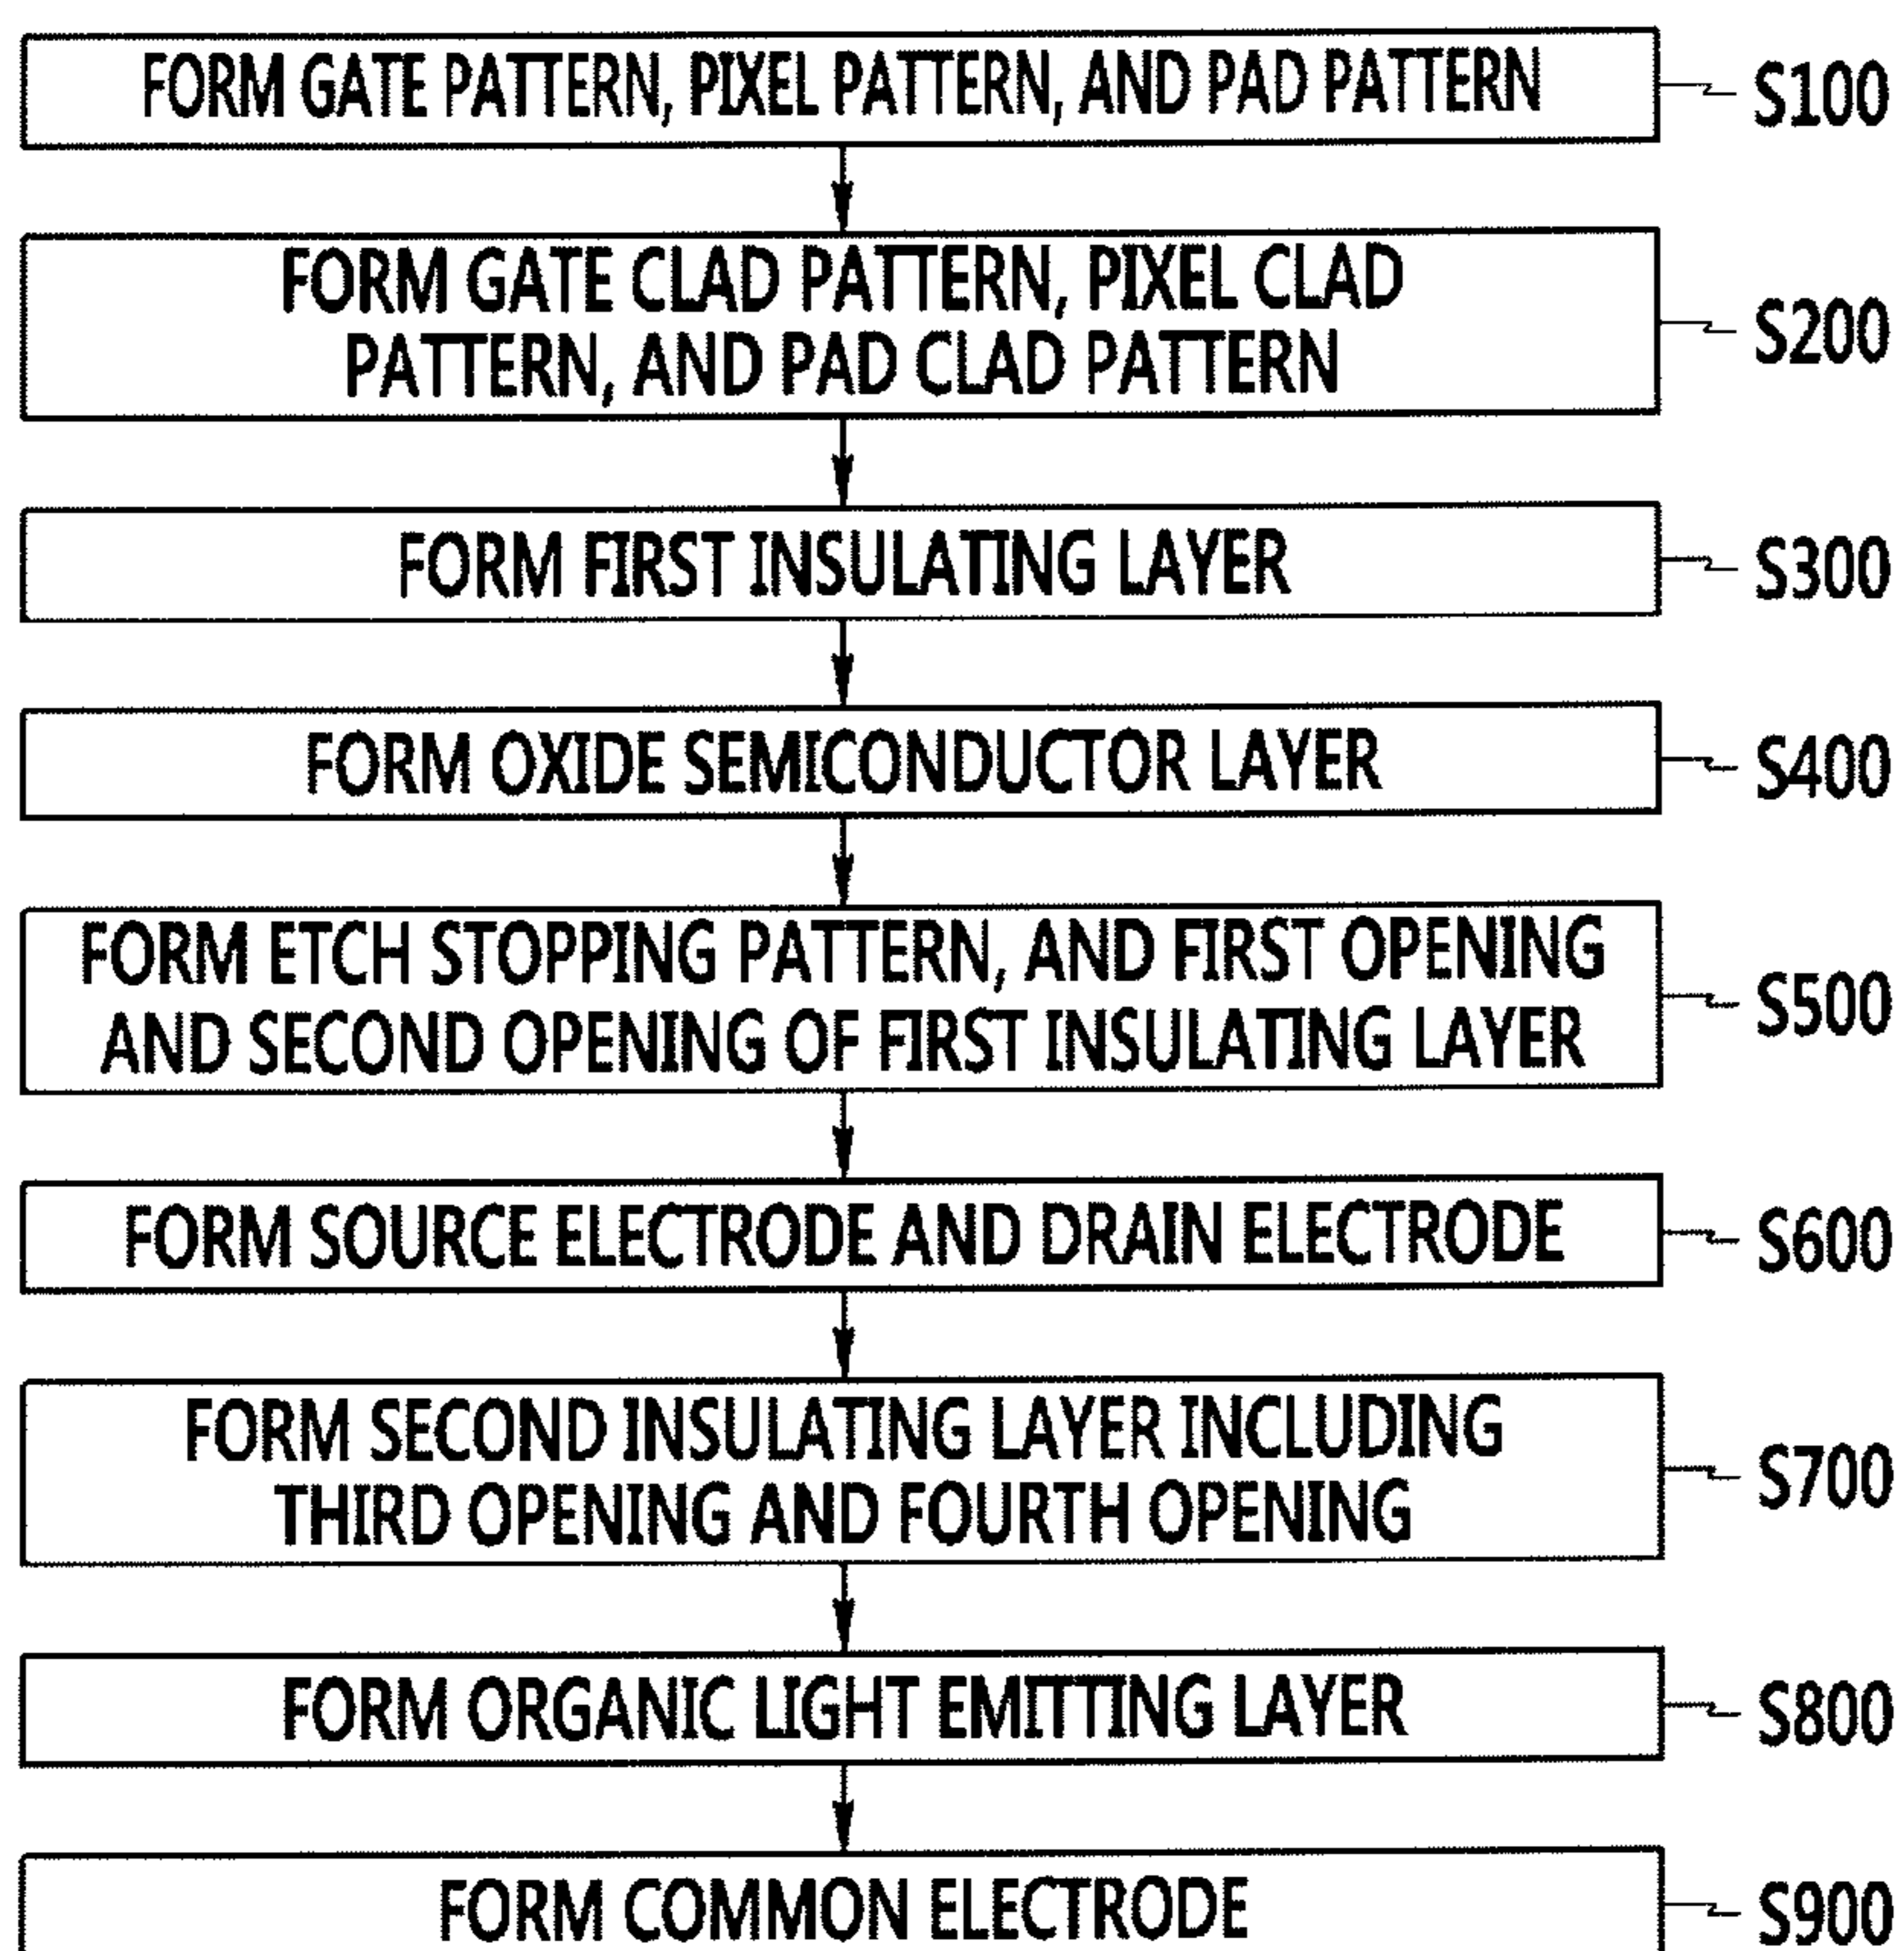 FORM GATE PATTERN, PIXEL PATTERN, AND PAD PATTERN
S100
FORM GATE CLAD PATTERN, PIXEL CLAD
PATTERN, AND PAD CLAD PATTERN
S200
FORM FIRST INSULATING LAYER
S300
FORM OXIDE SEMICONDUCTOR LAYER
S400
FORM ETCH STOPPING PATTERN, AND FIRST OPENING
AND SECOND OPENING OF FIRST INSULATING LAYER
S500
FORM SOURCE ELECTRODE AND DRAIN ELECTRODE
S600
FORM SECOND INSULATING LAYER INCLUDING
THIRD OPENING AND FOURTH OPENING
S700
FORM ORGANIC LIGHT EMITTING LAYER
S800
FORM COMMON ELECTRODE
S900